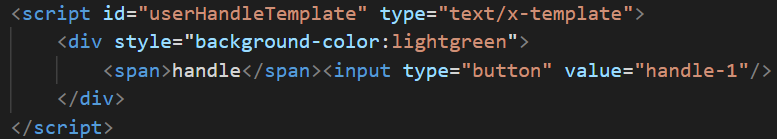 <script id="userHandleTemplate" type="text/x-template">
    <div style="background-color:lightgreen">
        <span>handle</span><input type="button" value="handle-1"/>
    </div>
</script>